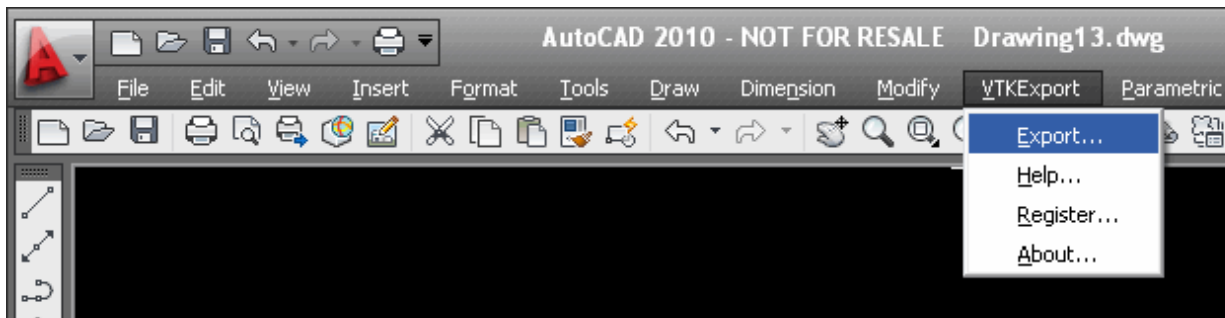 AutoCAD 2010 - NOT FOR RESALE Drawing13.dwg
File Edit View Insert Format Tools Draw Dimension Modify VTKExport Parametric
Export...
Help...
Register...
About...